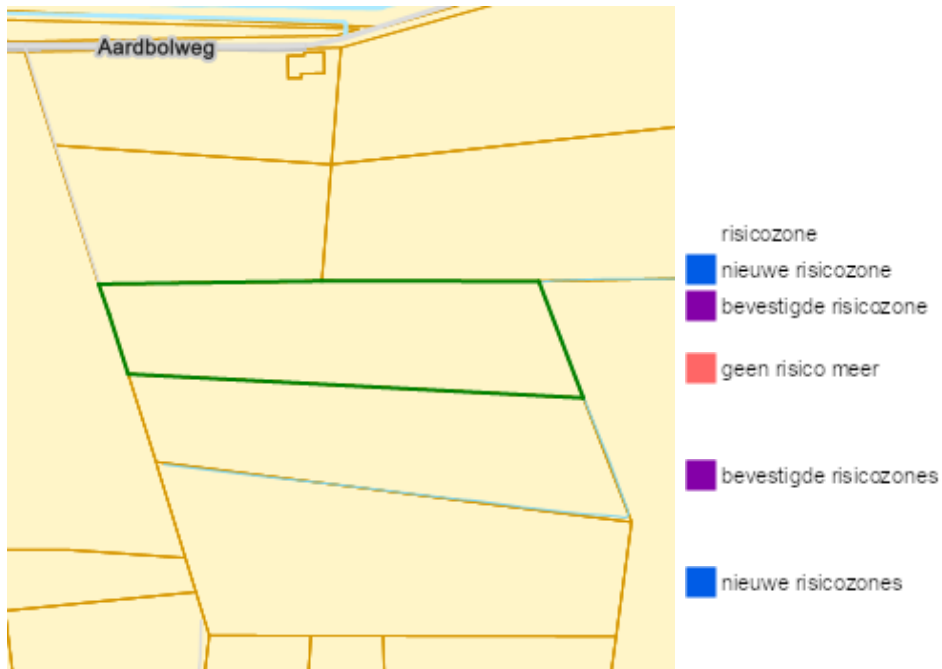 Aardbolweg
risicozone
nieuwe risicozone
bevestigde risicozone
geen risico meer
bevestigde risicozones
nieuwe risicozones